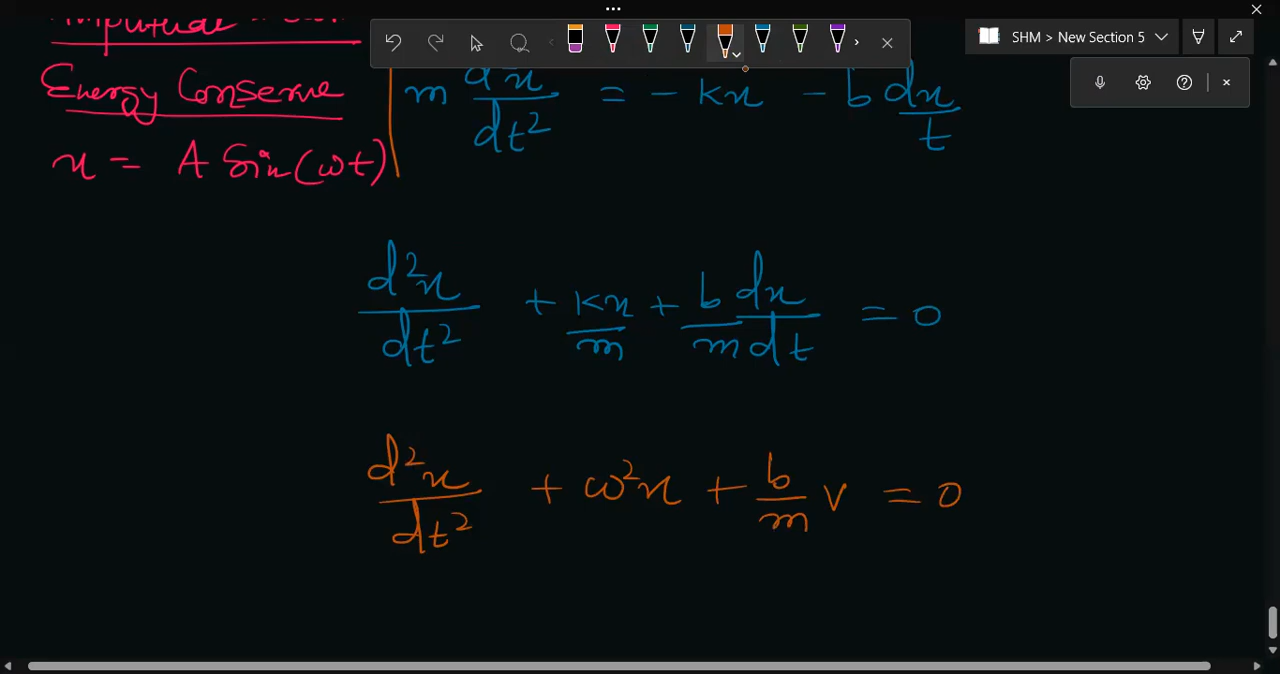 SHM > New Section 5
Energy Conserve
x = A Sin(ωt)
m d²x/dt² = - kx - b dx/t
d²x/dt² + kx/m + b/m dx/dt = 0
d²x/dt² + ω²x + b/m v = 0